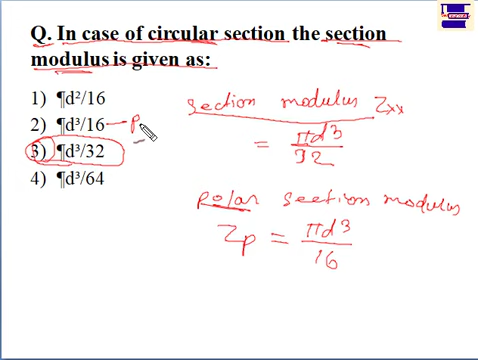 Q. In case of circular section the section
modulus is given as:
1) ¶d²/16
2) ¶d³/16 — P
3) ¶d³/32
4) ¶d³/64
section modulus Zxx
= πd³/32
Polar section modulus
Zp = πd³/16